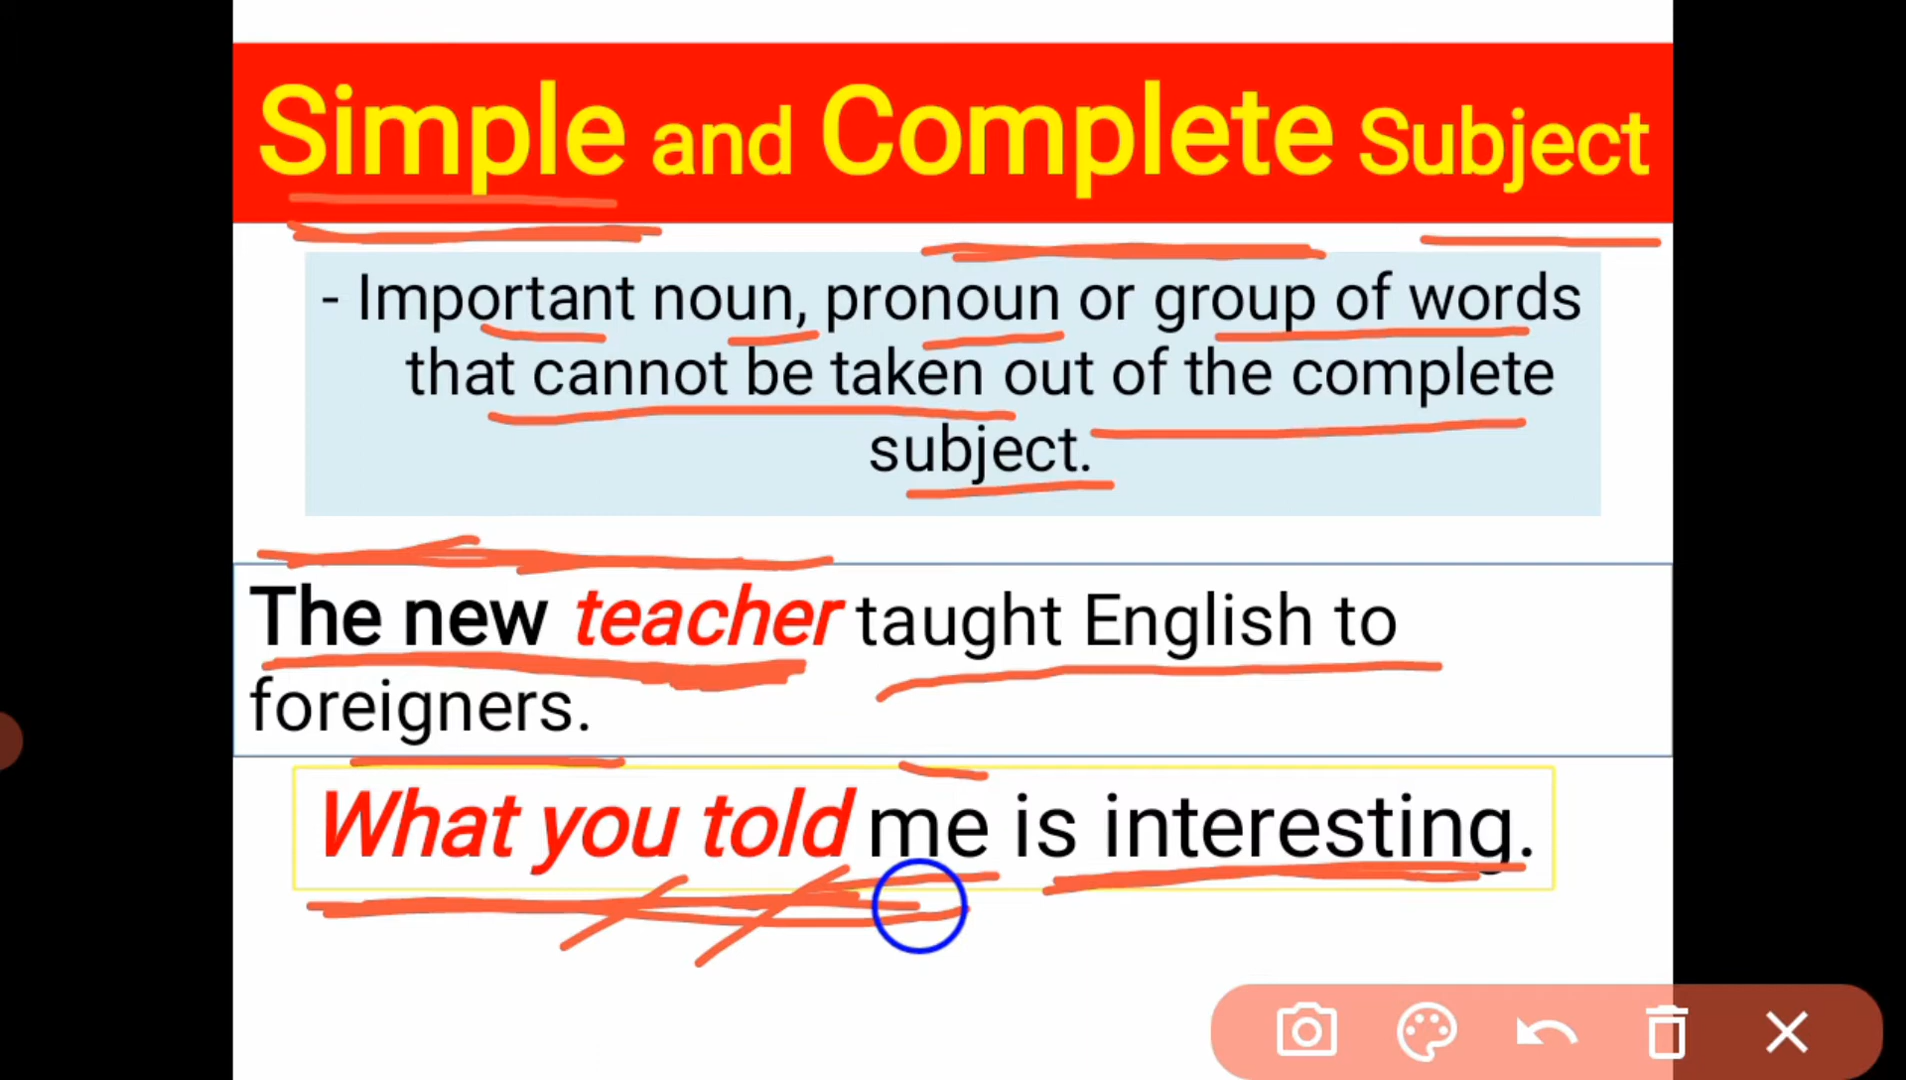 Simple and Complete Subject
- Important noun, pronoun or group of words
that cannot be taken out of the complete
subject.
The new teacher taught English to
foreigners.
What you told me is interesting.